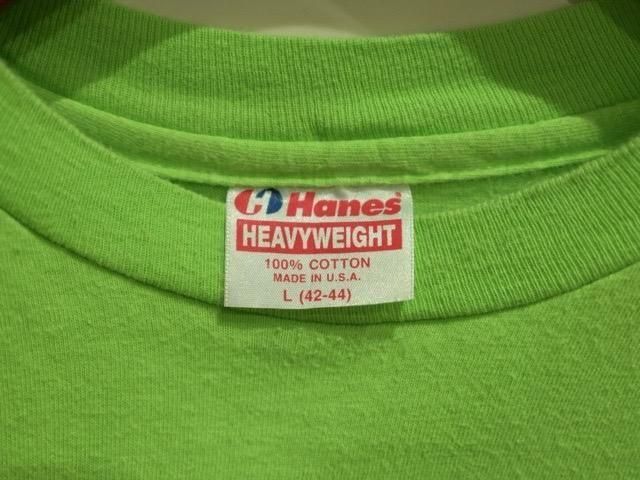 Hanes
HEAVYWEIGHT
100% COTTON
MADE IN U.S.A.
L (42-44)